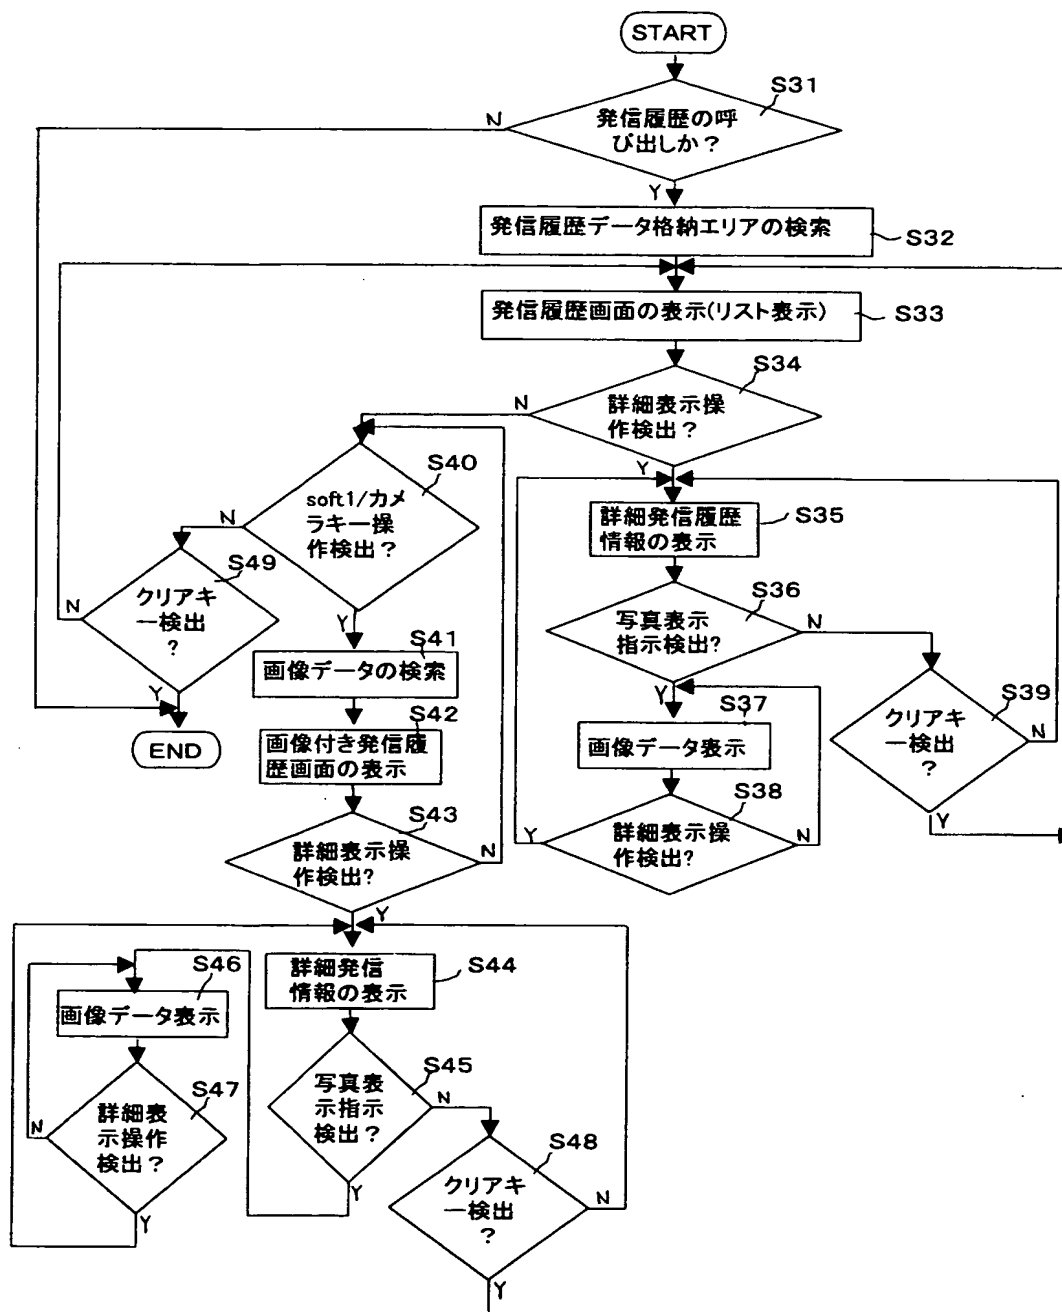 START
S31
N
発信履歴の呼
び出しか？
Y
発信履歴データ格納エリアの検索
S32
発信履歴画面の表示(リスト表示)
S33
S34
N
詳細表示操
作検出？
Y
S40
soft1/カメ
ラキー操
作検出？
N
Y
S49
クリアキ
ー検出
？
N
Y
END
S41
画像データの検索
S42
画像付き発信履
歴画面の表示
S43
詳細表示操
作検出?
N
Y
詳細発信履歴
情報の表示
S35
S36
写真表示
指示検出?
N
Y
S37
画像データ表示
S38
詳細表示操
作検出?
Y
N
S39
クリアキ
ー検出
？
N
Y
詳細発信
情報の表示
S44
S45
写真表
示指示
検出？
N
Y
S46
画像データ表示
S47
詳細表
示操作
検出？
N
Y
S48
クリアキ
ー検出
？
N
Y